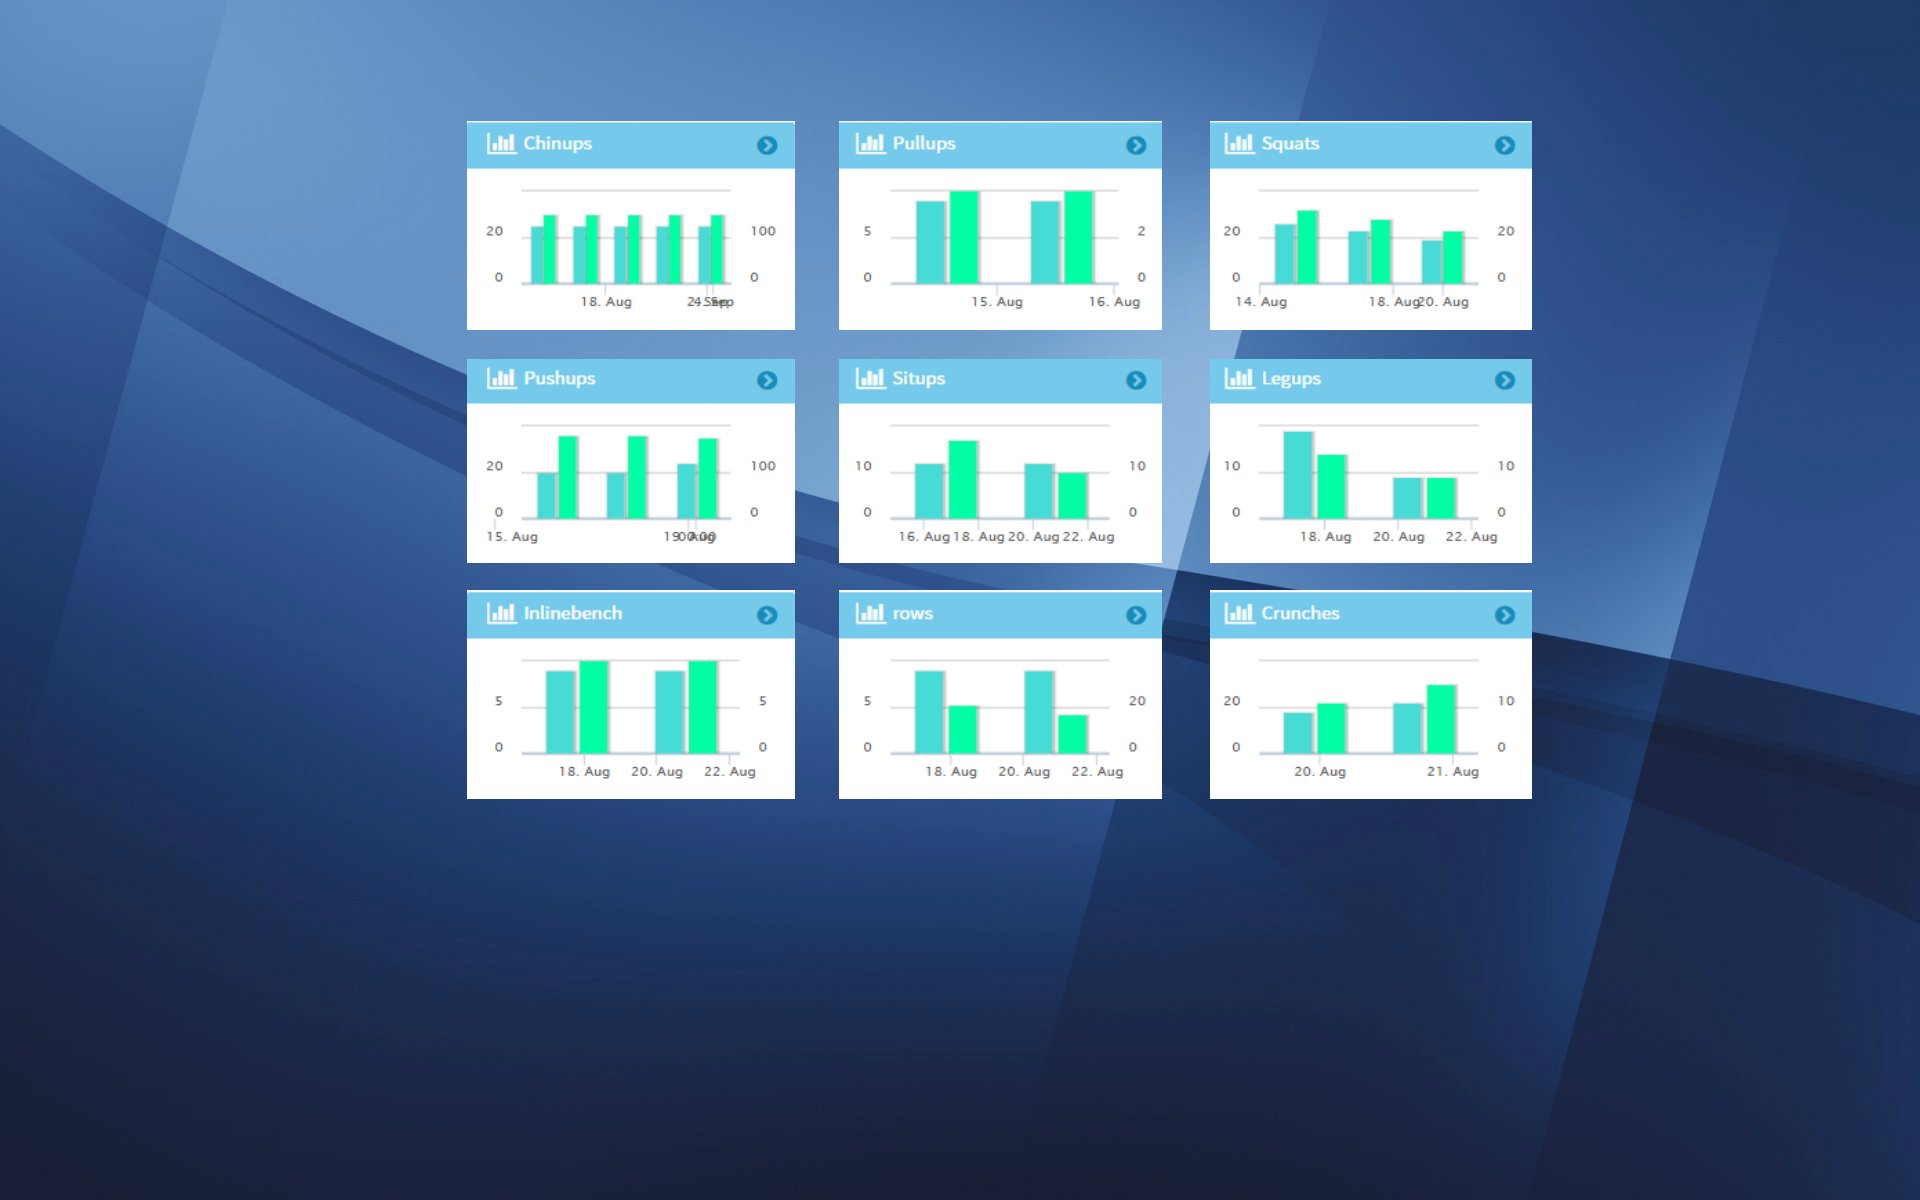 Chinups
20 100
0 0
18. Aug
Pullups
5 2
0 0
15. Aug 16. Aug
Squats
20 20
0 0
14. Aug 18. Aug 20. Aug
Pushups
20 100
0 0
15. Aug
Situps
10 10
0 0
16. Aug 18. Aug 20. Aug 22. Aug
Legups
10 10
0 0
18. Aug 20. Aug 22. Aug
Inlinebench
5 5
0 0
18. Aug 20. Aug 22. Aug
rows
5 20
0 0
18. Aug 20. Aug 22. Aug
Crunches
20 10
0 0
20. Aug 21. Aug